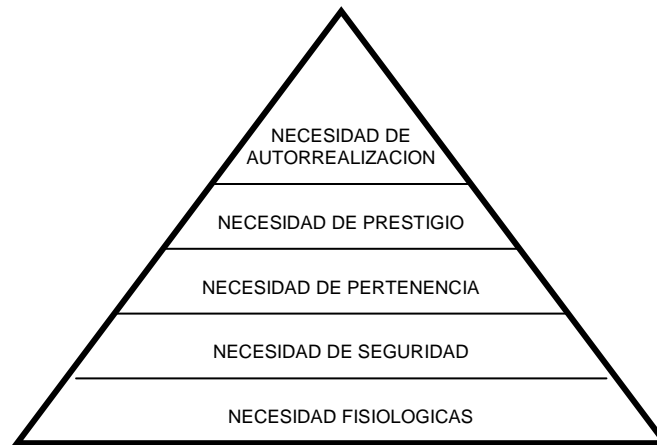 NECESIDAD DE
AUTORREALIZACION
NECESIDAD DE PRESTIGIO
NECESIDAD DE PERTENENCIA
NECESIDAD DE SEGURIDAD
NECESIDAD FISIOLOGICAS